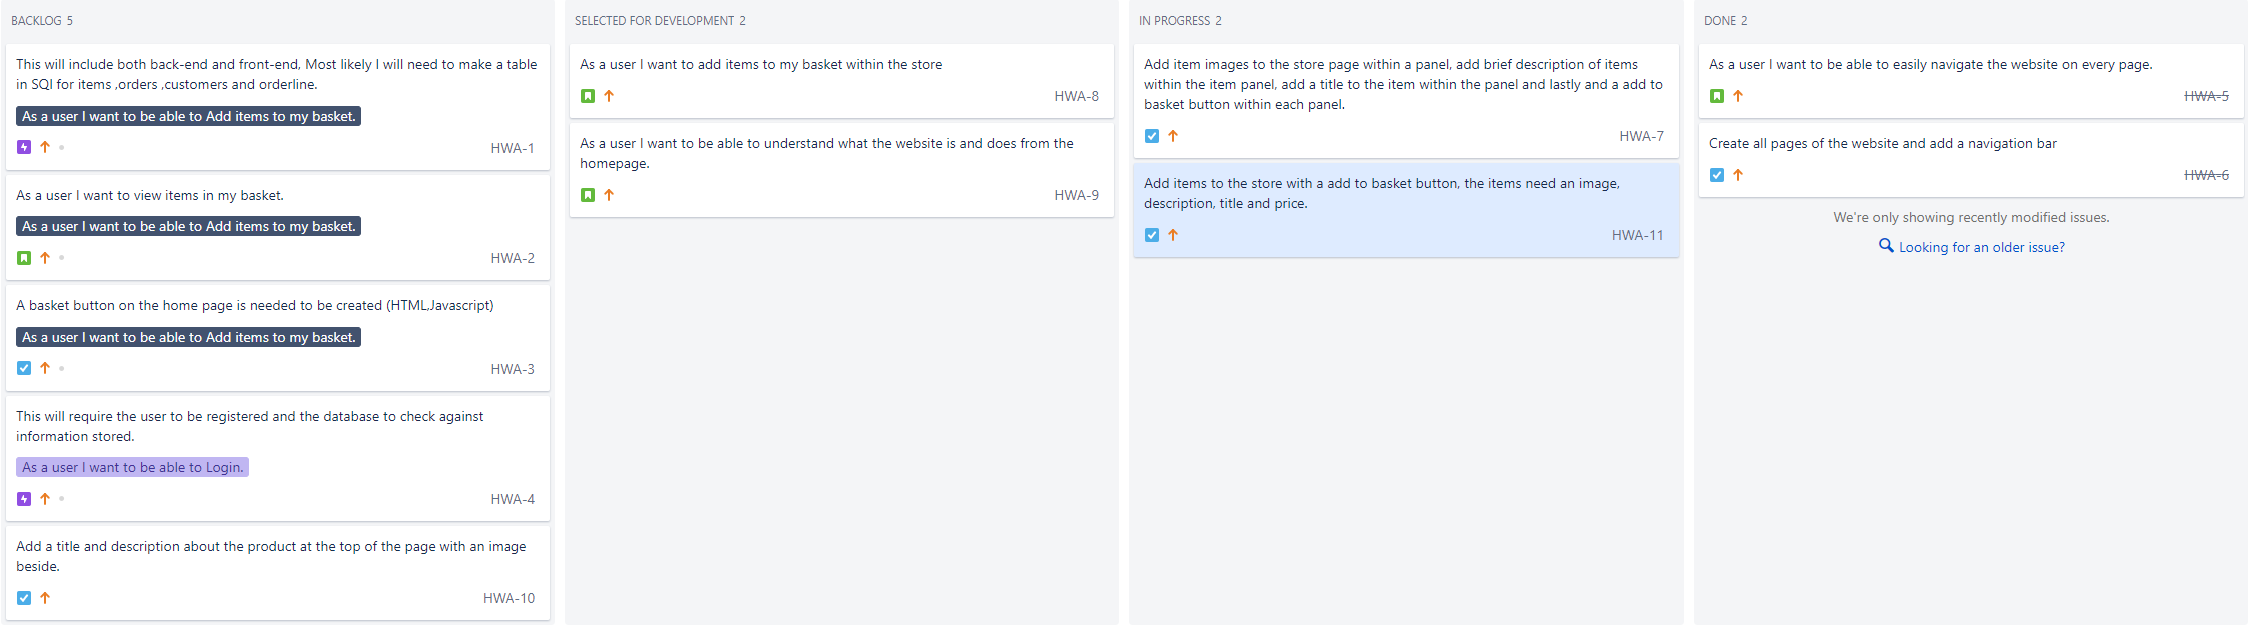 BACKLOG 5
This will include both back-end and front-end, Most likely I will need to make a table
in SQl for items ,orders ,customers and orderline.
As a user I want to be able to Add items to my basket.
HWA-1
As a user I want to view items in my basket.
As a user I want to be able to Add items to my basket.
HWA-2
A basket button on the home page is needed to be created (HTML,Javascript)
As a user I want to be able to Add items to my basket.
HWA-3
This will require the user to be registered and the database to check against
information stored.
As a user I want to be able to Login.
HWA-4
Add a title and description about the product at the top of the page with an image
beside.
HWA-10
SELECTED FOR DEVELOPMENT 2
As a user I want to add items to my basket within the store
HWA-8
As a user I want to be able to understand what the website is and does from the
homepage.
HWA-9
IN PROGRESS 2
Add item images to the store page within a panel, add brief description of items
within the item panel, add a title to the item within the panel and lastly and a add to
basket button within each panel.
HWA-7
Add items to the store with a add to basket button, the items need an image,
description, title and price.
HWA-11
DONE 2
As a user I want to be able to easily navigate the website on every page.
HWA-5
Create all pages of the website and add a navigation bar
HWA-6
We're only showing recently modified issues.
Looking for an older issue?